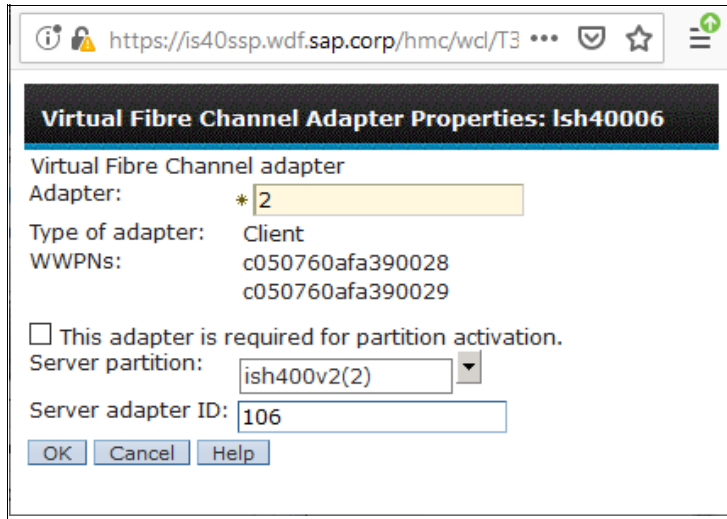 https://is40ssp.wdf.sap.corp/hmc/wcl/T3
Virtual Fibre Channel Adapter Properties: lsh40006
Virtual Fibre Channel adapter
Adapter: * 2
Type of adapter: Client
WWPNs: c050760afa390028
c050760afa390029
This adapter is required for partition activation.
Server partition: ish400v2(2)
Server adapter ID: 106
OK Cancel Help